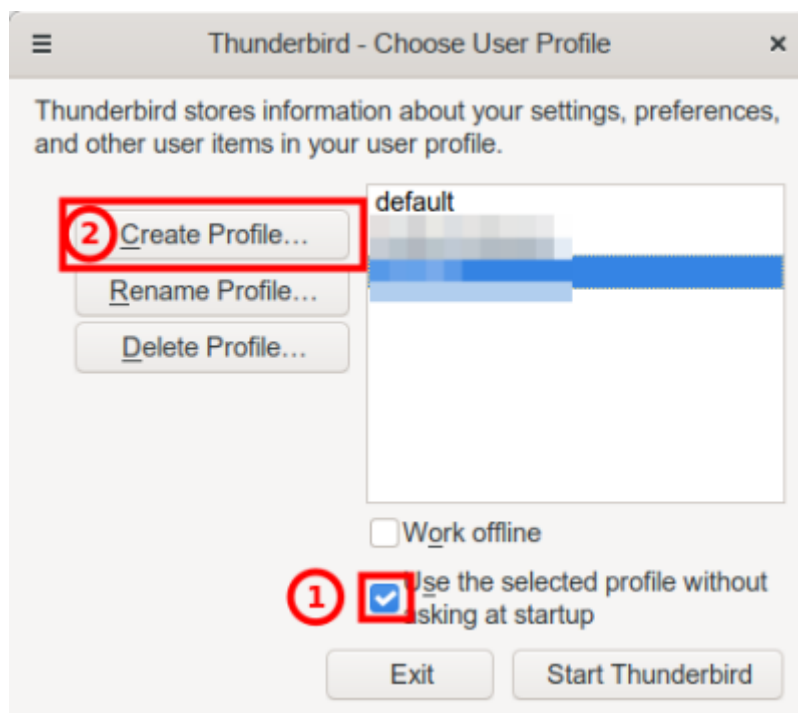 Thunderbird - Choose User Profile
Thunderbird stores information about your settings, preferences,
and other user items in your user profile.
default
2
Create Profile...
Rename Profile...
Delete Profile...
Work offline
1
Use the selected profile without
asking at startup
Exit
Start Thunderbird